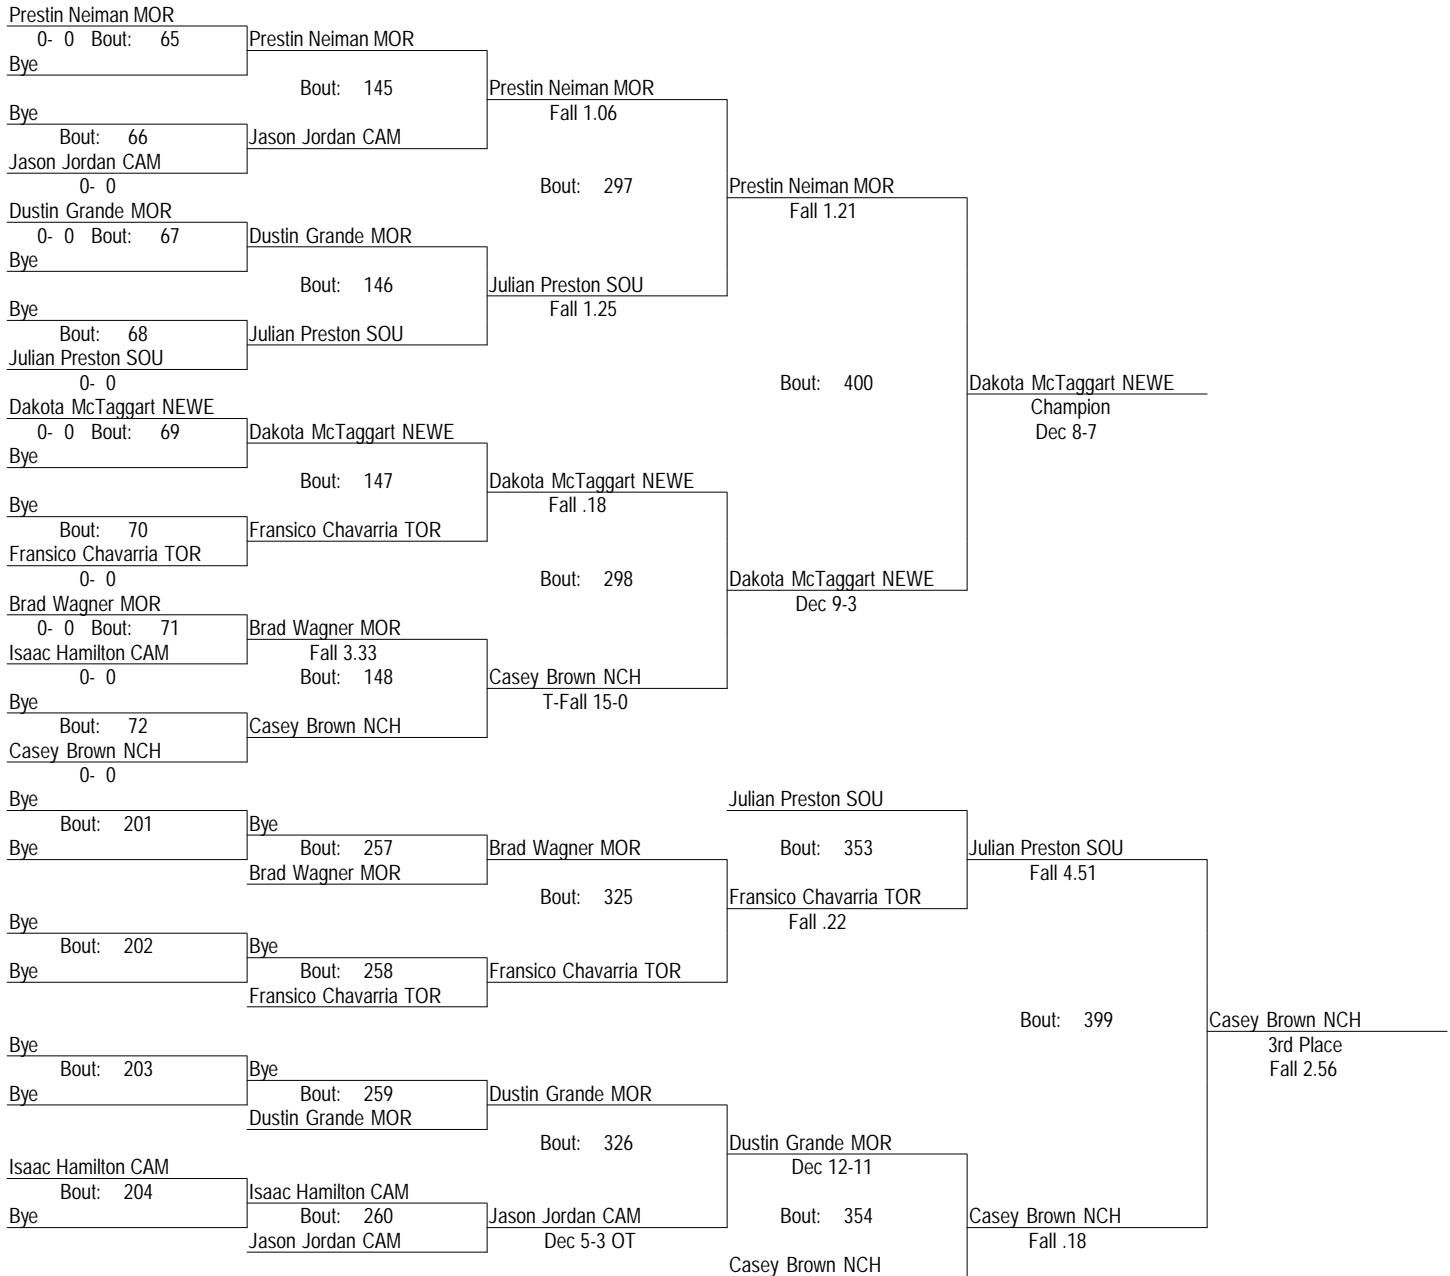 Prestin Neiman MOR
0- 0 Bout: 65 Prestin Neiman MOR
Bye
Bout: 145 Prestin Neiman MOR
Bye Fall 1.06
Bout: 66 Jason Jordan CAM
Jason Jordan CAM
0- 0 Bout: 297 Prestin Neiman MOR
Dustin Grande MOR Fall 1.21
0- 0 Bout: 67 Dustin Grande MOR
Bye
Bout: 146 Julian Preston SOU
Bye Fall 1.25
Bout: 68 Julian Preston SOU
Julian Preston SOU
0- 0 Bout: 400 Dakota McTaggart NEWE
Dakota McTaggart NEWE Champion
0- 0 Bout: 69 Dakota McTaggart NEWE Dec 8-7
Bye
Bout: 147 Dakota McTaggart NEWE
Bye Fall .18
Bout: 70 Fransico Chavarria TOR
Fransico Chavarria TOR
0- 0 Bout: 298 Dakota McTaggart NEWE
Brad Wagner MOR Dec 9-3
0- 0 Bout: 71 Brad Wagner MOR
Isaac Hamilton CAM Fall 3.33
0- 0 Bout: 148 Casey Brown NCH
Bye T-Fall 15-0
Bout: 72 Casey Brown NCH
Casey Brown NCH
0- 0
Bye Julian Preston SOU
Bout: 201 Bye
Bye Bout: 257 Brad Wagner MOR Bout: 353 Julian Preston SOU
Brad Wagner MOR Fall 4.51
Bout: 325 Fransico Chavarria TOR
Bye Fall .22
Bout: 202 Bye
Bye Bout: 258 Fransico Chavarria TOR
Fransico Chavarria TOR
Bout: 399 Casey Brown NCH
Bye 3rd Place
Bout: 203 Bye Fall 2.56
Bye Bout: 259 Dustin Grande MOR
Dustin Grande MOR
Bout: 326 Dustin Grande MOR
Isaac Hamilton CAM Dec 12-11
Bout: 204 Isaac Hamilton CAM
Bye Bout: 260 Jason Jordan CAM Bout: 354 Casey Brown NCH
Jason Jordan CAM Dec 5-3 OT Fall .18
Casey Brown NCH